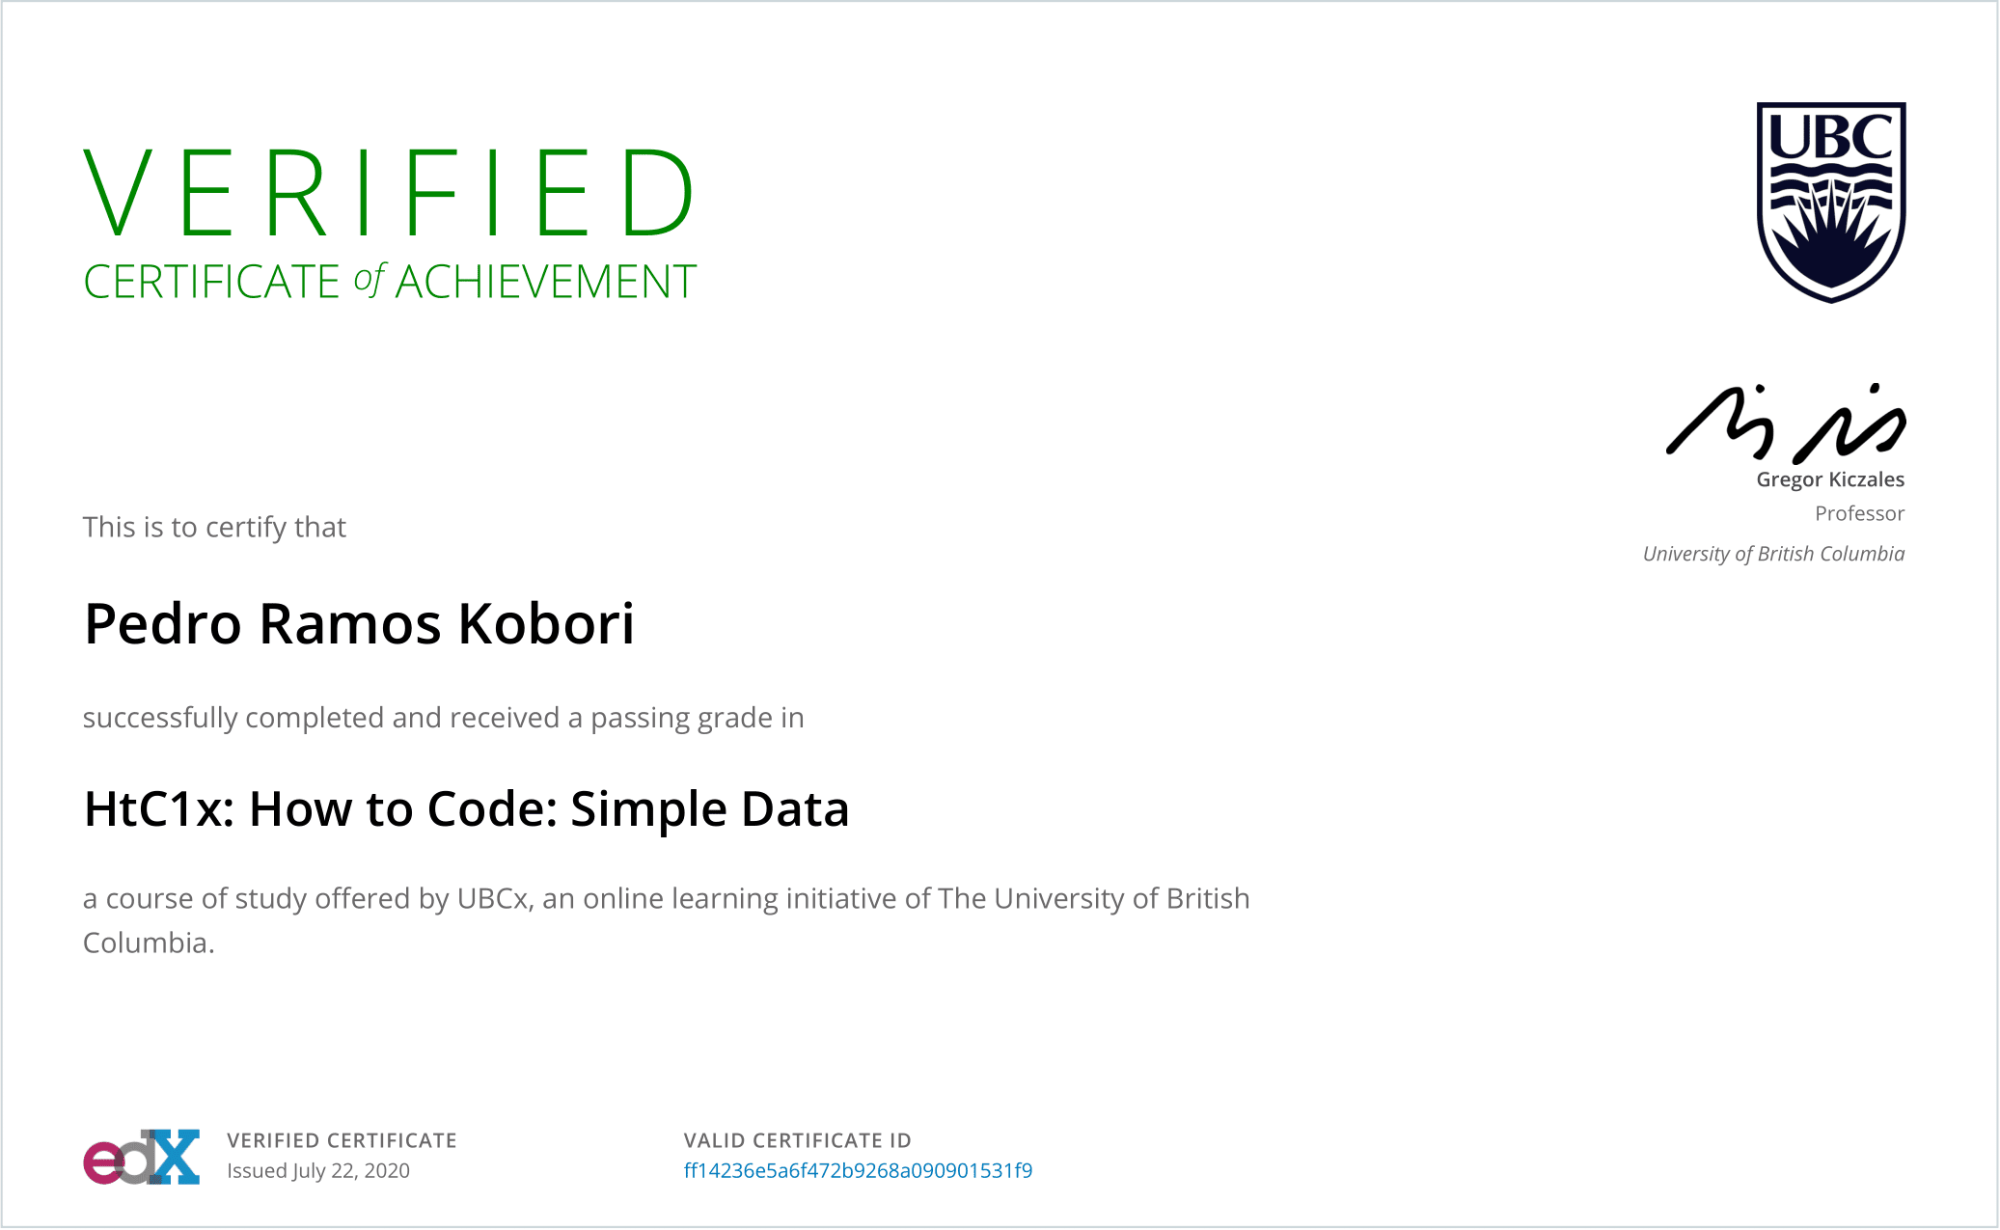 VERIFIED
CERTIFICATE of ACHIEVEMENT
UBC
Gregor Kiczales
Professor
University of British Columbia
This is to certify that
Pedro Ramos Kobori
successfully completed and received a passing grade in
HtC1x: How to Code: Simple Data
a course of study offered by UBCx, an online learning initiative of The University of British
Columbia.
edX
VERIFIED CERTIFICATE
Issued July 22, 2020
VALID CERTIFICATE ID
ff14236e5a6f472b9268a090901531f9